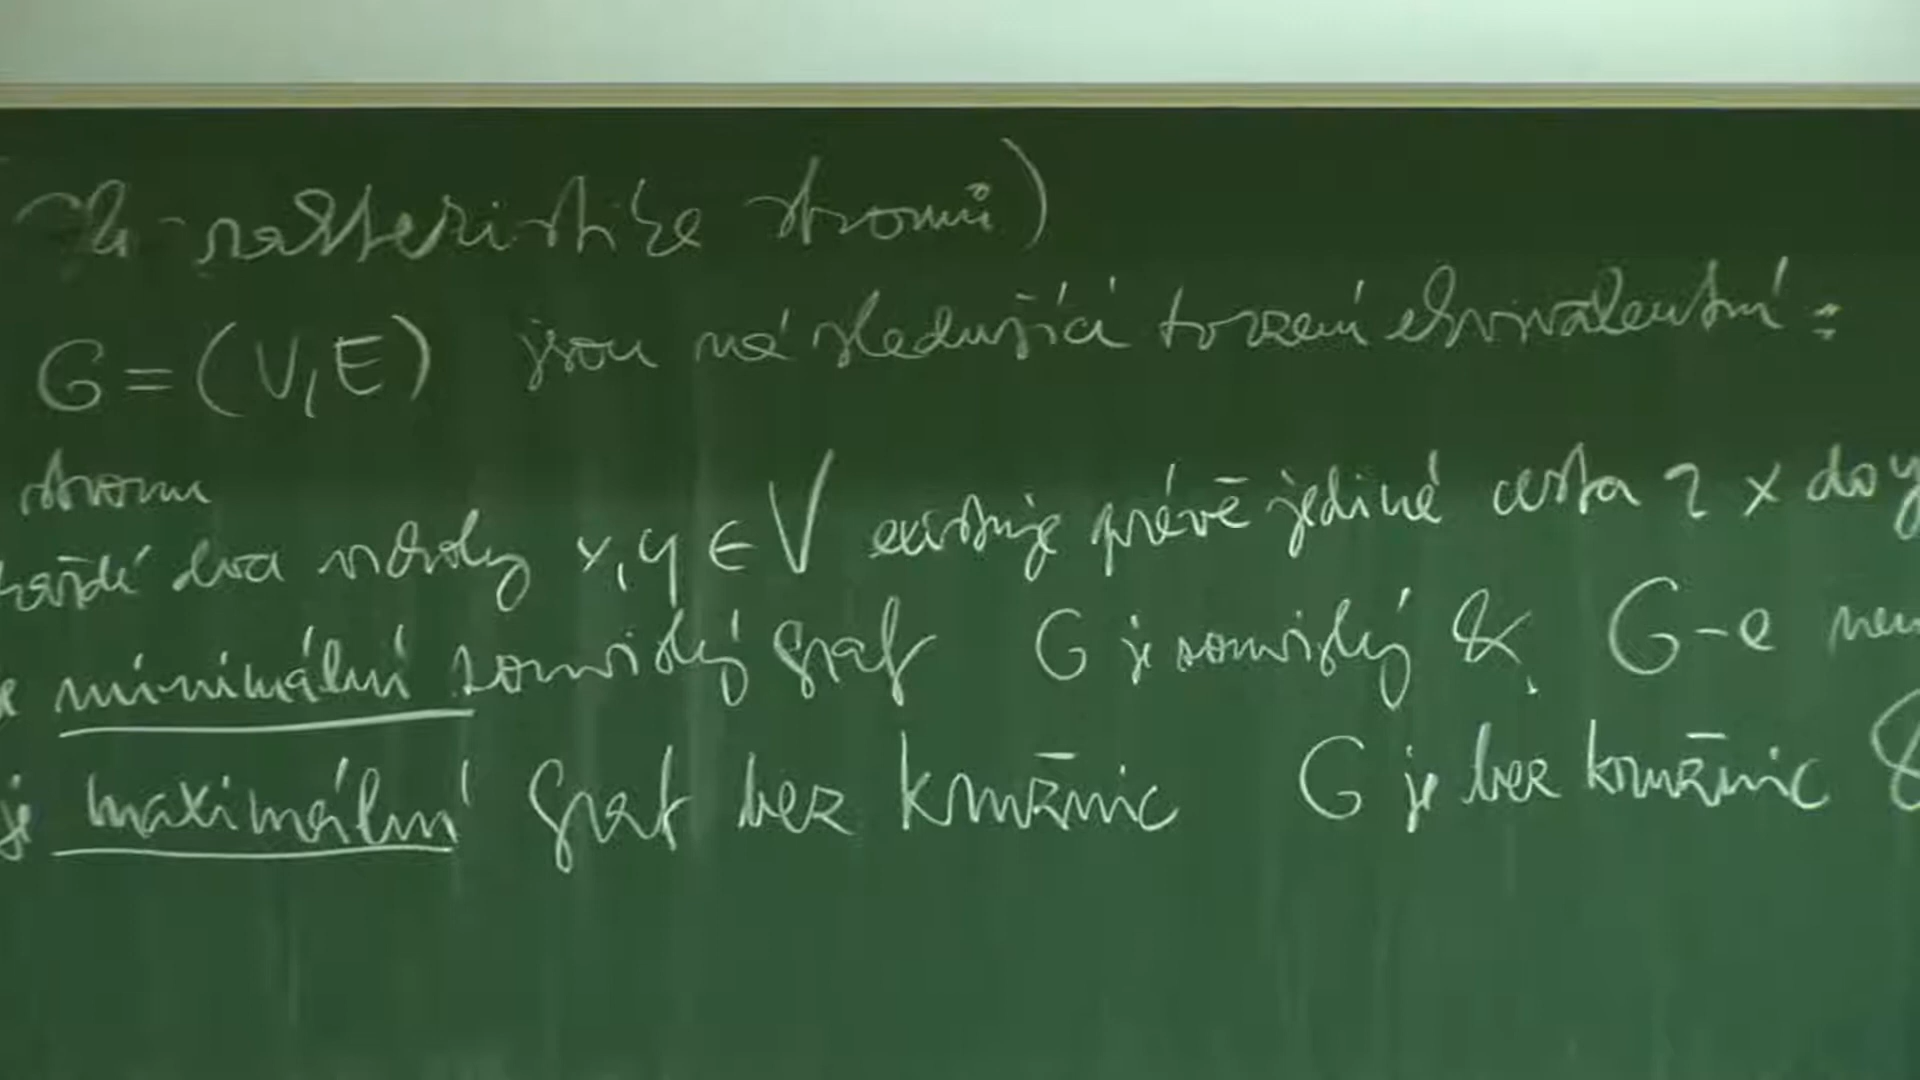 charakteristike stromů)
G = (V, E) jsou následující tvrzení ekvivalentní:
strom
každé dva vrcholy x, y ∈ V existuje právě jediná cesta z x do y
je minimální souvislý graf G je souvislý & G-e
je maximální graf bez kružnic G je bez kružnic &